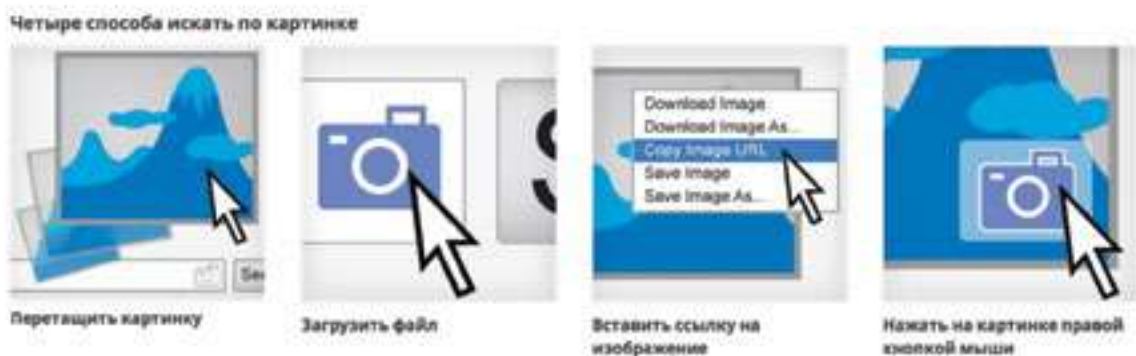 Четыре способа искать по картинке
Download Image
Download Image As...
Copy Image URL
Save Image
Save Image As...
S
See
Перетащить картинку
Загрузить файл
Вставить ссылку на
изображение
Нажать на картинке правой
кнопкой мыши